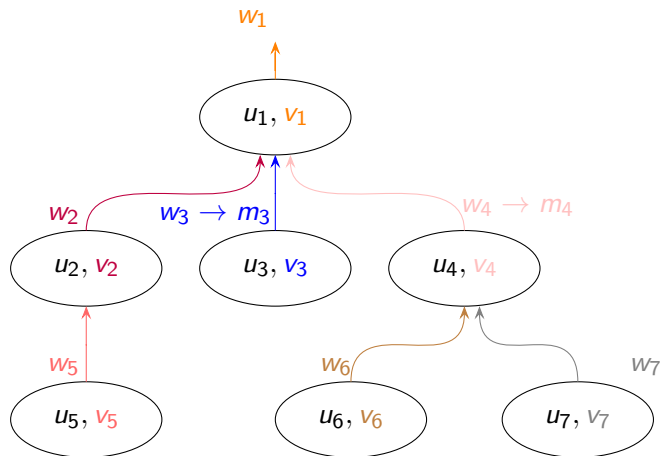 w₁
u₁, v₁
w₂
w₃ → m₃
w₄ → m₄
u₂, v₂
u₃, v₃
u₄, v₄
w₅
w₆
w₇
u₅, v₅
u₆, v₆
u₇, v₇